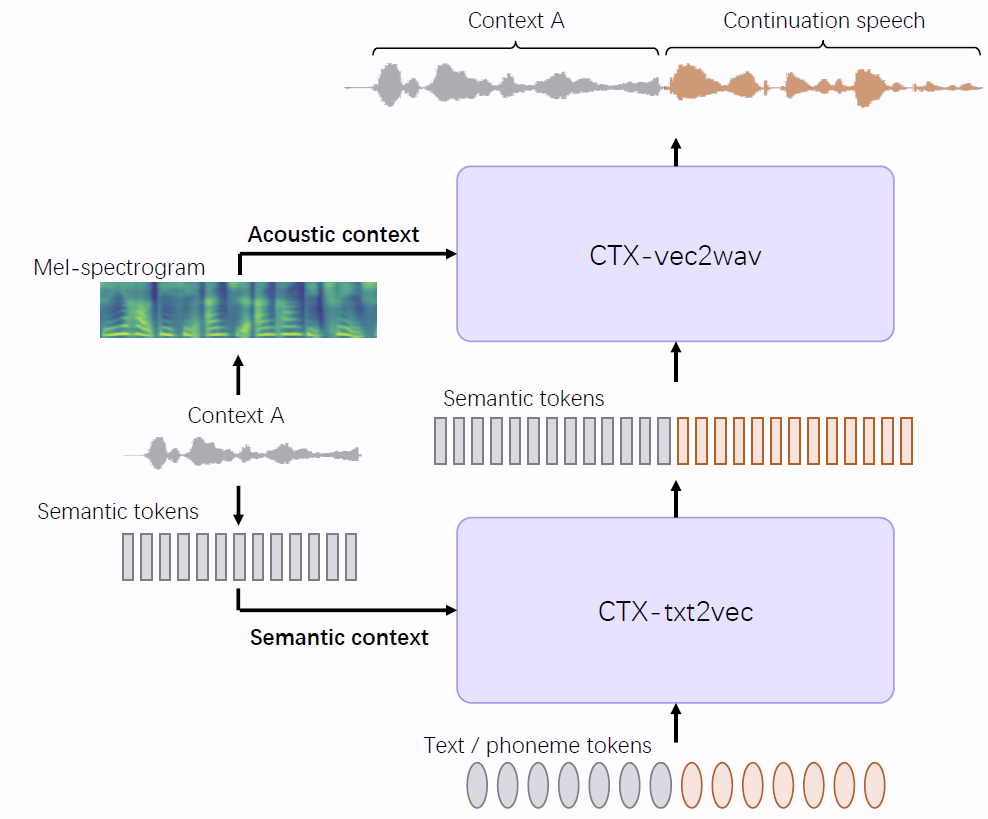 Context A
Continuation speech
CTX-vec2wav
Acoustic context
Mel-spectrogram
Context A
Semantic tokens
Semantic tokens
CTX-txt2vec
Semantic context
Text / phoneme tokens